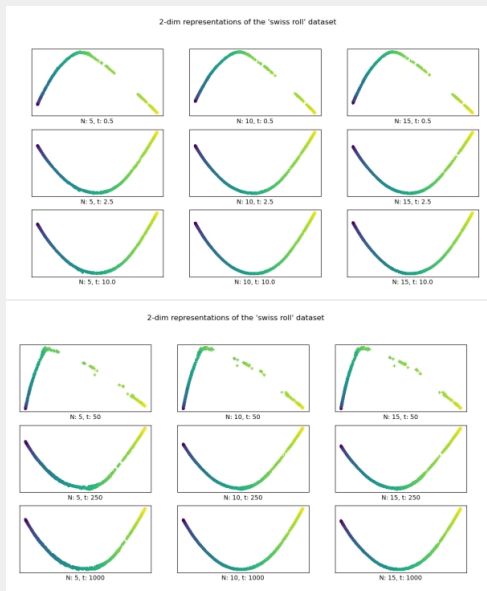 2-dim representations of the 'swiss roll' dataset
N: 5, t: 0.5
N: 10, t: 0.5
N: 15, t: 0.5
N: 5, t: 2.5
N: 10, t: 2.5
N: 15, t: 2.5
N: 5, t: 10.0
N: 10, t: 10.0
N: 15, t: 10.0
2-dim representations of the 'swiss roll' dataset
N: 5, t: 50
N: 10, t: 50
N: 15, t: 50
N: 5, t: 250
N: 10, t: 250
N: 15, t: 250
N: 5, t: 1000
N: 10, t: 1000
N: 15, t: 1000